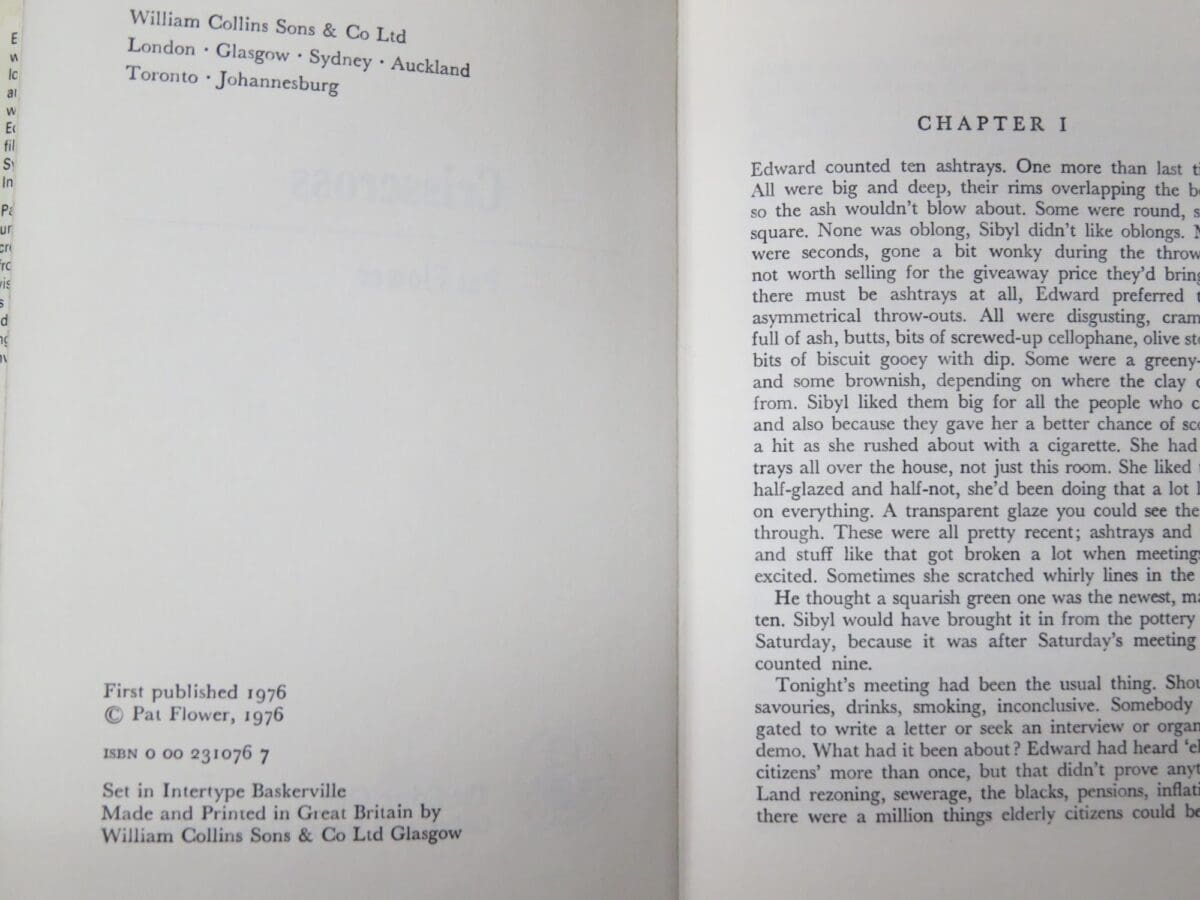 William Collins Sons & Co Ltd
London · Glasgow · Sydney · Auckland
Toronto · Johannesburg
Crisscross
Pat Flower
First published 1976
© Pat Flower, 1976
ISBN 0 00 231076 7
Set in Intertype Baskerville
Made and Printed in Great Britain by
William Collins Sons & Co Ltd Glasgow
CHAPTER I
Edward counted ten ashtrays. One more than last
All were big and deep, their rims overlapping the
so the ash wouldn't blow about. Some were round,
square. None was oblong, Sibyl didn't like oblongs.
were seconds, gone a bit wonky during the
not worth selling for the giveaway price they'd
there must be ashtrays at all, Edward preferred
asymmetrical throw-outs. All were disgusting,
full of ash, butts, bits of screwed-up cellophane, olive
bits of biscuit gooey with dip. Some were a greeny-
and some brownish, depending on where the clay
from. Sibyl liked them big for all the people who
and also because they gave her a better chance of
a hit as she rushed about with a cigarette. She had
trays all over the house, not just this room. She liked
half-glazed and half-not, she'd been doing that a lot
on everything. A transparent glaze you could see the
through. These were all pretty recent; ashtrays and
and stuff like that got broken a lot when meetings
excited. Sometimes she scratched whirly lines in the
He thought a squarish green one was the newest,
ten. Sibyl would have brought it in from the pottery
Saturday, because it was after Saturday's meeting
counted nine.
Tonight's meeting had been the usual thing.
savouries, drinks, smoking, inconclusive. Somebody
gated to write a letter or seek an interview or
demo. What had it been about? Edward had heard
citizens' more than once, but that didn't prove
Land rezoning, sewerage, the blacks, pensions,
there were a million things elderly citizens could